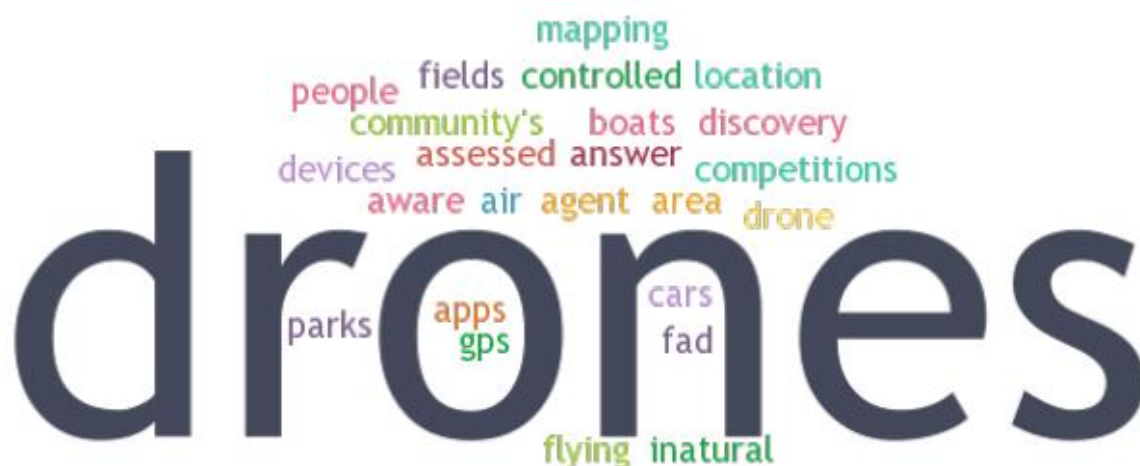 mapping
people fields controlled location
community's boats discovery
devices assessed answer competitions
aware air agent area drone
drones
parks apps cars
gps fad
flying inatural